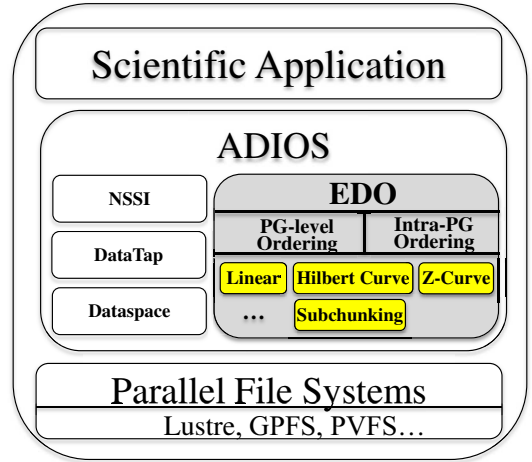 Scientific Application
ADIOS
NSSI
DataTap
Dataspace
EDO
PG-level
Ordering
Intra-PG
Ordering
Linear
Hilbert Curve
Z-Curve
...
Subchunking
Parallel File Systems
Lustre, GPFS, PVFS...